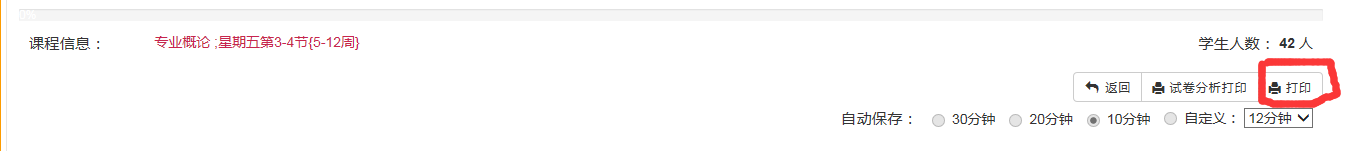 0%
课程信息： 专业概论 ;星期五第3-4节{5-12周} 学生人数： 42 人
返回 试卷分析打印 打印
自动保存： 30分钟 20分钟 10分钟 自定义： 12分钟